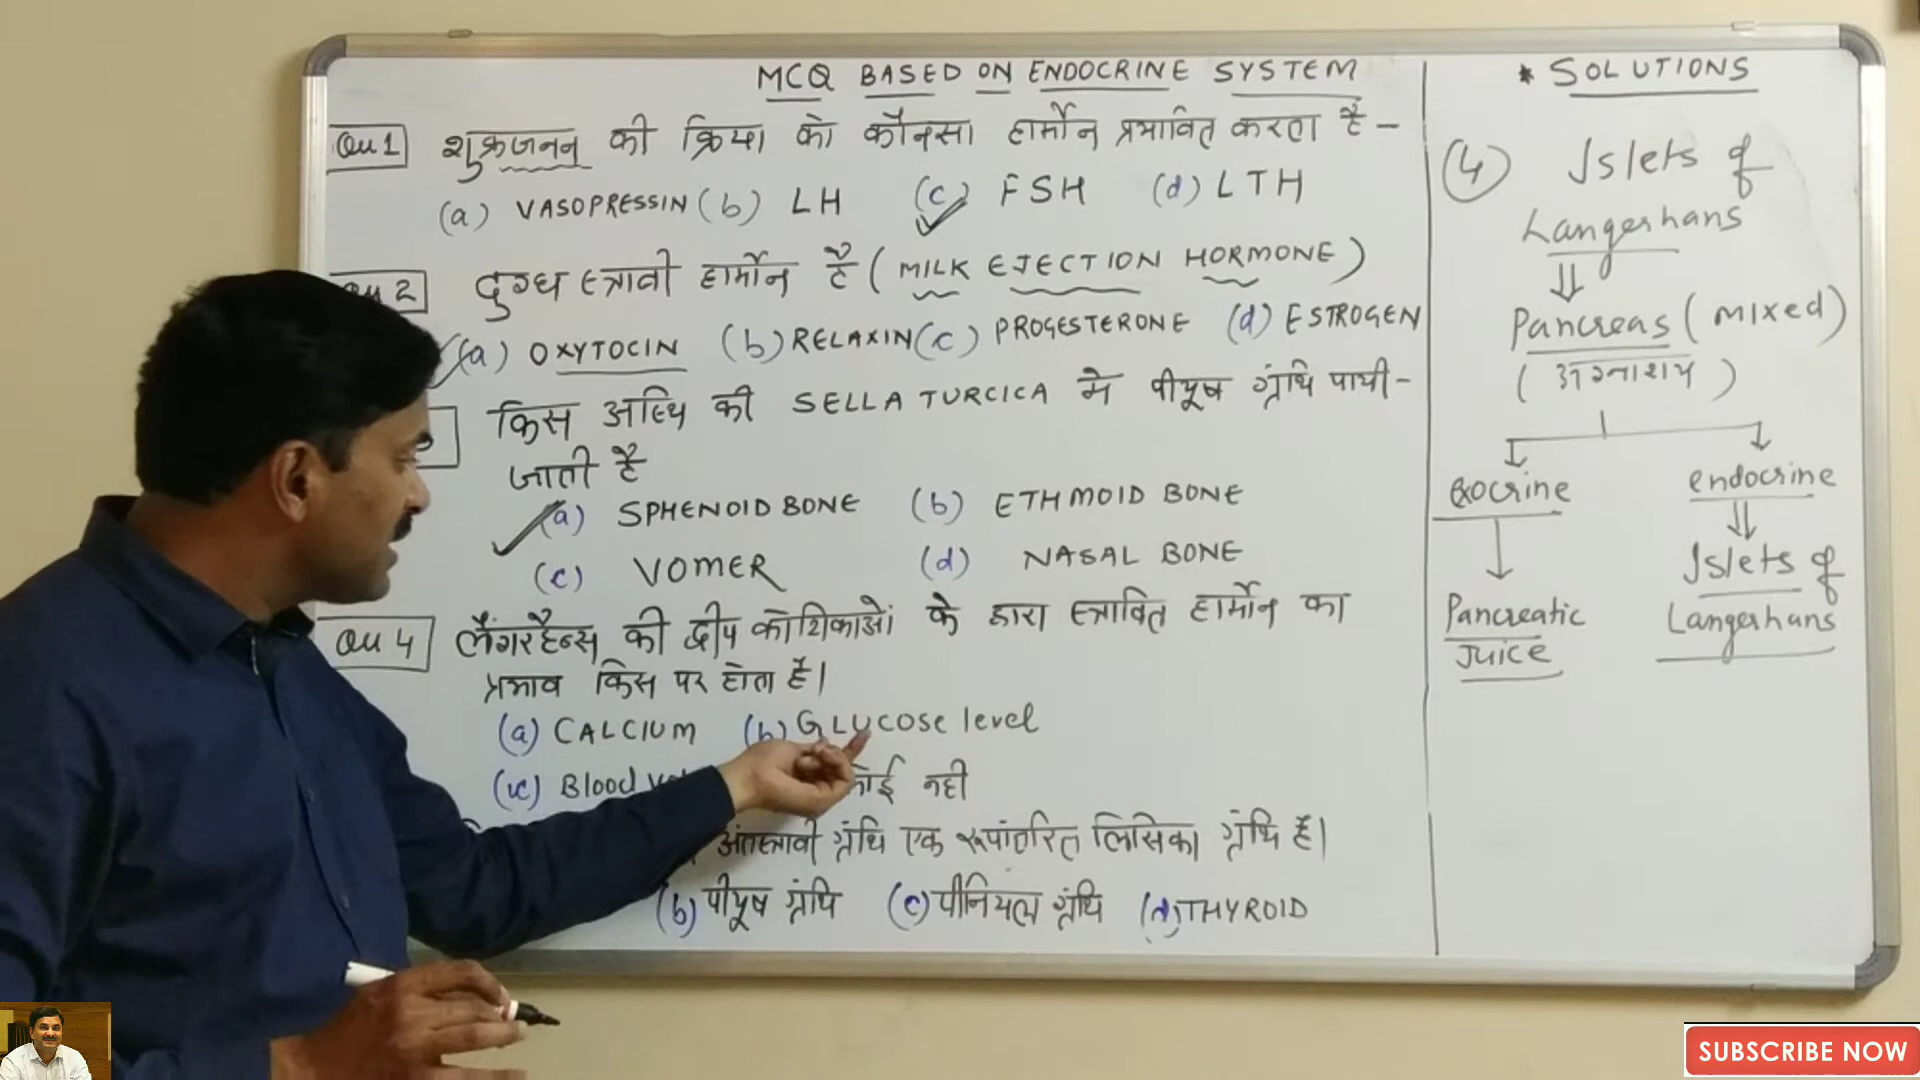 MCQ BASED ON ENDOCRINE SYSTEM
Qu 1 शुक्रजनन की क्रिया को कौनसा हार्मोन प्रभावित करता है -
(a) VASOPRESSIN (b) LH (c) FSH (d) LTH
Qu 2 दुग्ध स्त्रावी हार्मोन है ( MILK EJECTION HORMONE )
(a) OXYTOCIN (b) RELAXIN (c) PROGESTERONE (d) ESTROGEN
किस अस्थि की SELLA TURCICA मे पीयूष ग्रंथि पायी -
जाती है
(a) SPHENOID BONE (b) ETHMOID BONE
(c) VOMER (d) NASAL BONE
Qu 4 लैंगरहैन्स की द्वीप कोशिकाओं के द्वारा स्त्रावित हार्मोन का
प्रभाव किस पर होता है।
(a) CALCIUM (b) GLUCOSE level
(c) Blood कोई नही
अंतस्त्रावी ग्रंथि एक रूपांतरित लिसिका ग्रंथि है।
(b) पीयूष ग्रंथि (c) पीनियल ग्रंथि (d) THYROID
* SOLUTIONS
(4) Islets of
Langerhans
⇓
Pancreas ( mixed )
( अग्नाशय )
exocrine endocrine
Pancreatic Islets of
Juice Langerhans
SUBSCRIBE NOW